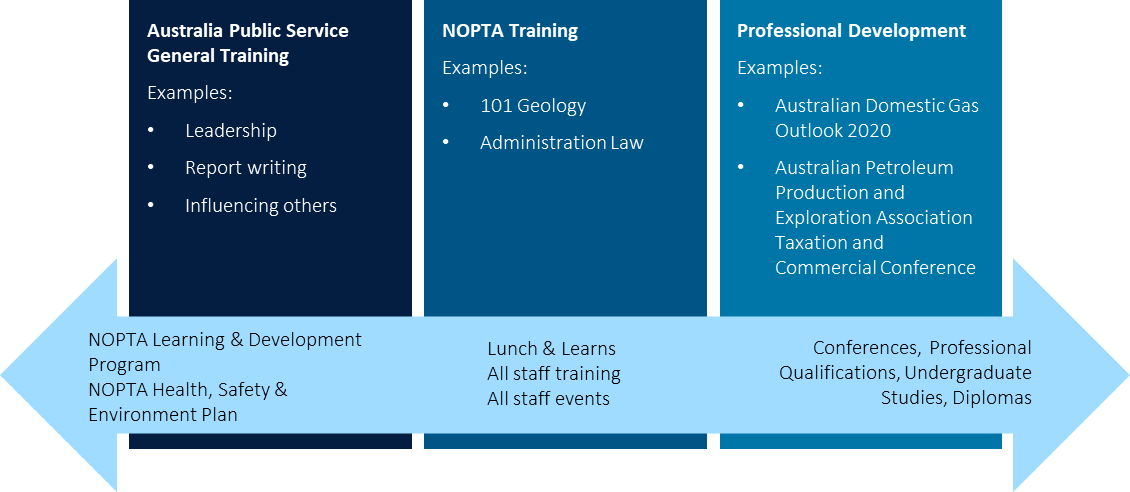 Australia Public Service
General Training
Examples:
• Leadership
• Report writing
• Influencing others
NOPTA Training
Examples:
• 101 Geology
• Administration Law
Professional Development
Examples:
• Australian Domestic Gas
Outlook 2020
• Australian Petroleum
Production and
Exploration Association
Taxation and
Commercial Conference
NOPTA Learning & Development
Program
NOPTA Health, Safety &
Environment Plan
Lunch & Learns
All staff training
All staff events
Conferences, Professional
Qualifications, Undergraduate
Studies, Diplomas